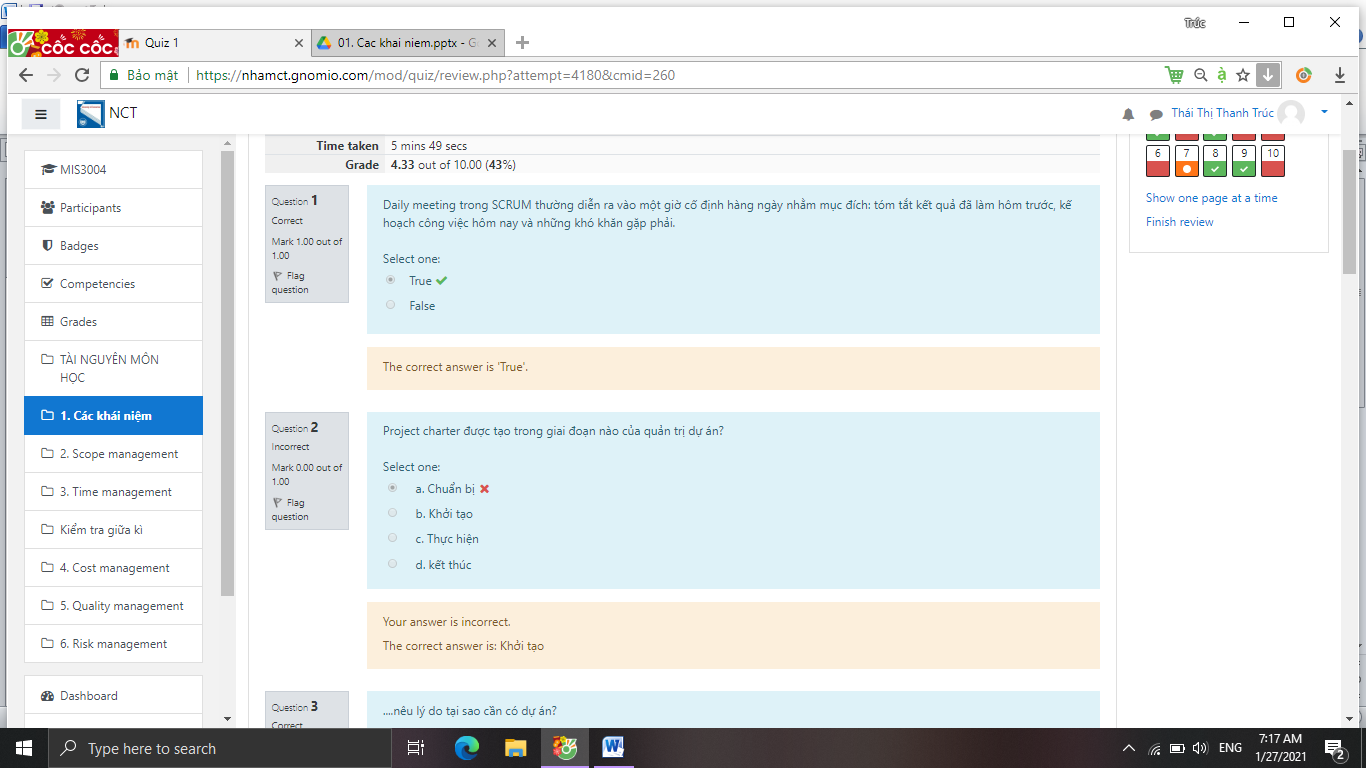 Trúc
CỐC CỐC
Quiz 1
01. Cac khai niem.pptx - G
Bảo mật
https://nhamct.gnomio.com/mod/quiz/review.php?attempt=4180&cmid=260
NCT
Thái Thị Thanh Trúc
MIS3004
Participants
Badges
Competencies
Grades
TÀI NGUYÊN MÔN
HỌC
1. Các khái niệm
2. Scope management
3. Time management
Kiểm tra giữa kì
4. Cost management
5. Quality management
6. Risk management
Dashboard
Time taken 5 mins 49 secs
Grade 4.33 out of 10.00 (43%)
Question 1
Correct
Mark 1.00 out of
1.00
Flag
question
Daily meeting trong SCRUM thường diễn ra vào một giờ cố định hàng ngày nhằm mục đích: tóm tắt kết quả đã làm hôm trước, kế
hoạch công việc hôm nay và những khó khăn gặp phải.
Select one:
True
False
The correct answer is 'True'.
Question 2
Incorrect
Mark 0.00 out of
1.00
Flag
question
Project charter được tạo trong giai đoạn nào của quản trị dự án?
Select one:
a. Chuẩn bị
b. Khởi tạo
c. Thực hiện
d. kết thúc
Your answer is incorrect.
The correct answer is: Khởi tạo
Question 3
Correct
....nêu lý do tại sao cần có dự án?
6 7 8 9 10
Show one page at a time
Finish review
Type here to search
ENG
7:17 AM
1/27/2021
2